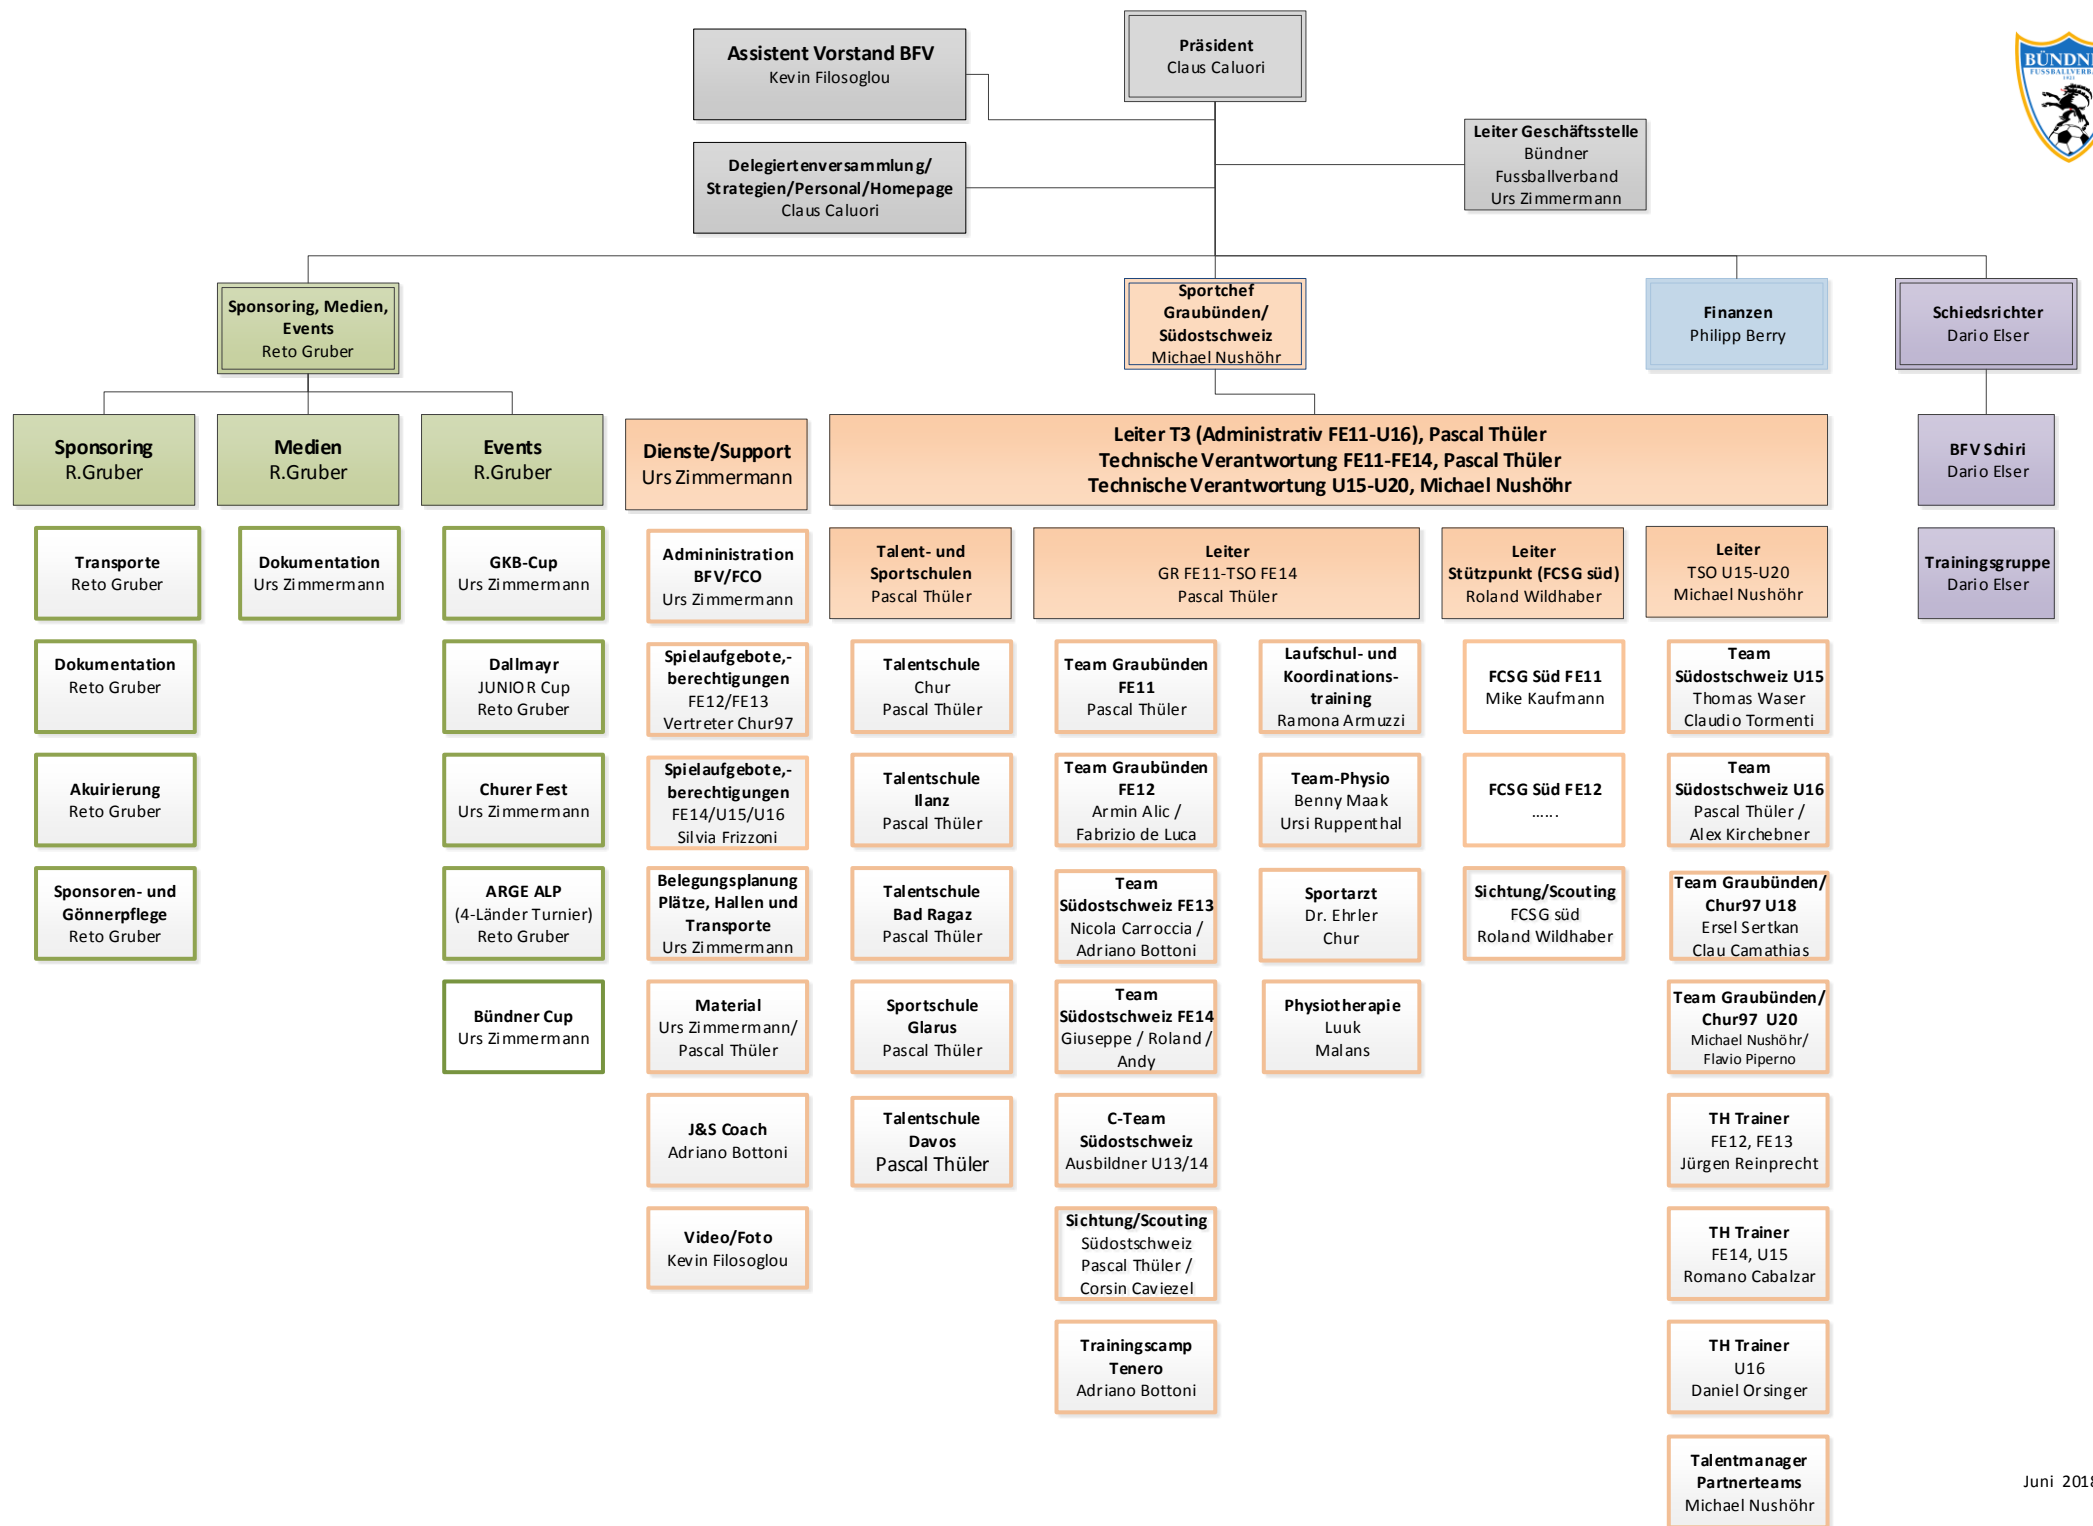 Assistent Vorstand BFV
Kevin Filosoglou
Präsident
Claus Caluori
BÜNDN
FUSSBALLVERB
Leiter Geschäftsstelle
Bündner
Fussballverband
Urs Zimmermann
Delegiertenversammlung/
Strategien/Personal/Homepage
Claus Caluori
Sponsoring, Medien,
Events
Reto Gruber
Sportchef
Graubünden/
Südostschweiz
Michael Nushöhr
Finanzen
Philipp Berry
Schiedsrichter
Dario Elser
Sponsoring
R.Gruber
Medien
R.Gruber
Events
R.Gruber
Dienste/Support
Urs Zimmermann
Leiter T3 (Administrativ FE11-U16), Pascal Thüler
Technische Verantwortung FE11-FE14, Pascal Thüler
Technische Verantwortung U15-U20, Michael Nushöhr
BFV Schiri
Dario Elser
Transporte
Reto Gruber
Dokumentation
Urs Zimmermann
GKB-Cup
Urs Zimmermann
Admininistration
BFV/FCO
Urs Zimmermann
Talent- und
Sportschulen
Pascal Thüler
Leiter
GR FE11-TSO FE14
Pascal Thüler
Leiter
Stützpunkt (FCSG süd)
Roland Wildhaber
Leiter
TSO U15-U20
Michael Nushöhr
Trainingsgruppe
Dario Elser
Dokumentation
Reto Gruber
Dallmayr
JUNIOR Cup
Reto Gruber
Spielaufgebote,-
berechtigungen
FE12/FE13
Vertreter Chur97
Talentschule
Chur
Pascal Thüler
Team Graubünden
FE11
Pascal Thüler
Laufschul- und
Koordinations-
training
Ramona Armuzzi
FCSG Süd FE11
Mike Kaufmann
Team
Südostschweiz U15
Thomas Waser
Claudio Tormenti
Akuirierung
Reto Gruber
Churer Fest
Urs Zimmermann
Spielaufgebote,-
berechtigungen
FE14/U15/U16
Silvia Frizzoni
Talentschule
Ilanz
Pascal Thüler
Team Graubünden
FE12
Armin Alic /
Fabrizio de Luca
Team-Physio
Benny Maak
Ursi Ruppenthal
FCSG Süd FE12
......
Team
Südostschweiz U16
Pascal Thüler /
Alex Kirchebner
Sponsoren- und
Gönnerpflege
Reto Gruber
ARGE ALP
(4-Länder Turnier)
Reto Gruber
Belegungsplanung
Plätze, Hallen und
Transporte
Urs Zimmermann
Talentschule
Bad Ragaz
Pascal Thüler
Team
Südostschweiz FE13
Nicola Carroccia /
Adriano Bottoni
Sportarzt
Dr. Ehrler
Chur
Sichtung/Scouting
FCSG süd
Roland Wildhaber
Team Graubünden/
Chur97 U18
Ersel Sertkan
Clau Camathias
Bündner Cup
Urs Zimmermann
Material
Urs Zimmermann/
Pascal Thüler
Sportschule
Glarus
Pascal Thüler
Team
Südostschweiz FE14
Giuseppe / Roland /
Andy
Physiotherapie
Luuk
Malans
Team Graubünden/
Chur97 U20
Michael Nushöhr/
Flavio Piperno
J&S Coach
Adriano Bottoni
Talentschule
Davos
Pascal Thüler
C-Team
Südostschweiz
Ausbildner U13/14
TH Trainer
FE12, FE13
Jürgen Reinprecht
Video/Foto
Kevin Filosoglou
Sichtung/Scouting
Südostschweiz
Pascal Thüler /
Corsin Caviezel
TH Trainer
FE14, U15
Romano Cabalzar
Trainingscamp
Tenero
Adriano Bottoni
TH Trainer
U16
Daniel Orsinger
Talentmanager
Partnerteams
Michael Nushöhr
Juni 2018